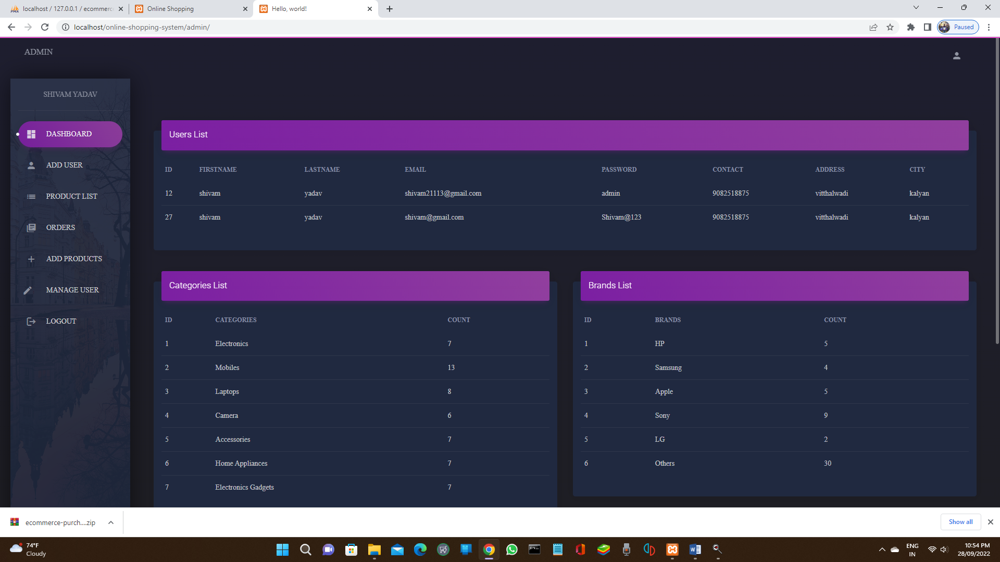 localhost / 127.0.0.1 / ecommerc
Online Shopping
Hello, world!
localhost/online-shopping-system/admin/
Paused
ADMIN
SHIVAM YADAV
DASHBOARD
ADD USER
PRODUCT LIST
ORDERS
ADD PRODUCTS
MANAGE USER
LOGOUT
Users List
ID FIRSTNAME LASTNAME EMAIL PASSWORD CONTACT ADDRESS CITY
12 shivam yadav shivam21113@gmail.com admin 9082518875 vitthalwadi kalyan
27 shivam yadav shivam@gmail.com Shivam@123 9082518875 vitthalwadi kalyan
Categories List
ID CATEGORIES COUNT
1 Electronics 7
2 Mobiles 13
3 Laptops 8
4 Camera 6
5 Accessories 7
6 Home Appliances 7
7 Electronics Gadgets 7
Brands List
ID BRANDS COUNT
1 HP 5
2 Samsung 4
3 Apple 5
4 Sony 9
5 LG 2
6 Others 30
ecommerce-purch....zip
Show all
74°F
Cloudy
ENG
IN
10:54 PM
28/09/2022